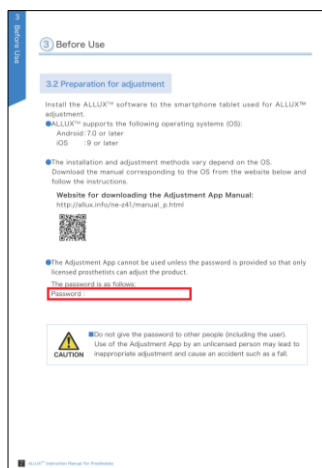 3 Before Use
3 Before Use
3.2 Preparation for adjustment
Install the ALLUX™ software to the smartphone tablet used for ALLUX™
adjustment.
●ALLUX™ supports the following operating systems (OS):
Android :7.0 or later
iOS :9 or later
●The installation and adjustment methods vary depend on the OS.
Download the manual corresponding to the OS from the website below and
follow the instructions.
Website for downloading the Adjustment App Manual:
http://allux.info/ne-z41/manual_p.html
●The Adjustment App cannot be used unless the password is provided so that only
licensed prosthetists can adjust the product.
The password is as follows:
Password :
■Do not give the password to other people (including the user).
Use of the Adjustment App by an unlicensed person may lead to
inappropriate adjustment and cause an accident such as a fall.
CAUTION
ALLUX™ Instruction Manual for Prosthetists